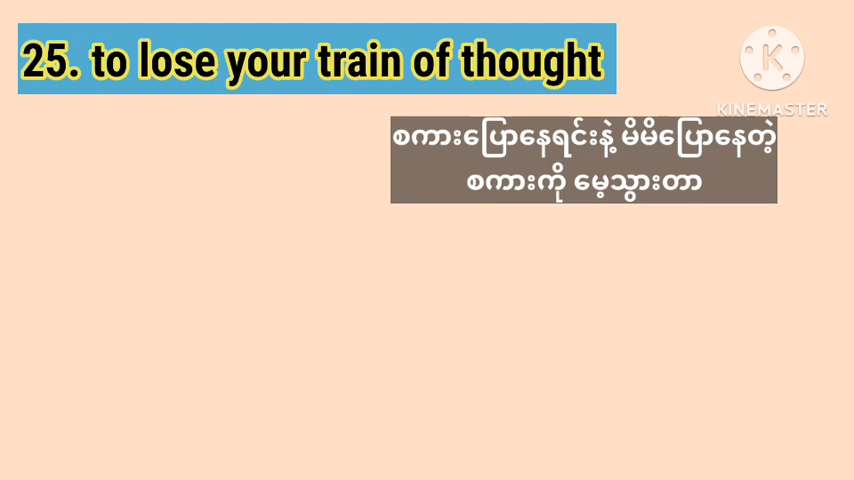 25. to lose your train of thought
KINEMASTER
စကားပြောနေရင်းနဲ့ မိမိပြောနေတဲ့
စကားကို မေ့သွားတာ